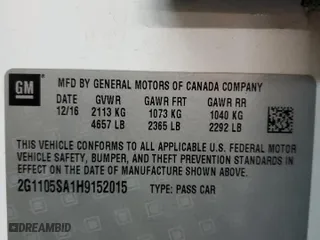 GM
MFD BY GENERAL MOTORS OF CANADA COMPANY
DATE GVWR GAWR FRT GAWR RR
12/16 2113 KG 1073 KG 1040 KG
4657 LB 2365 LB 2292 LB
THIS VEHICLE CONFORMS TO ALL APPLICABLE U.S. FEDERAL MOTOR
VEHICLE SAFETY, BUMPER, AND THEFT PREVENTION STANDARDS
IN EFFECT ON THE DATE OF MANUFACTURE SHOWN ABOVE.
2G1105SA1H9152015 TYPE: PASS CAR
DRIVEHISTORY